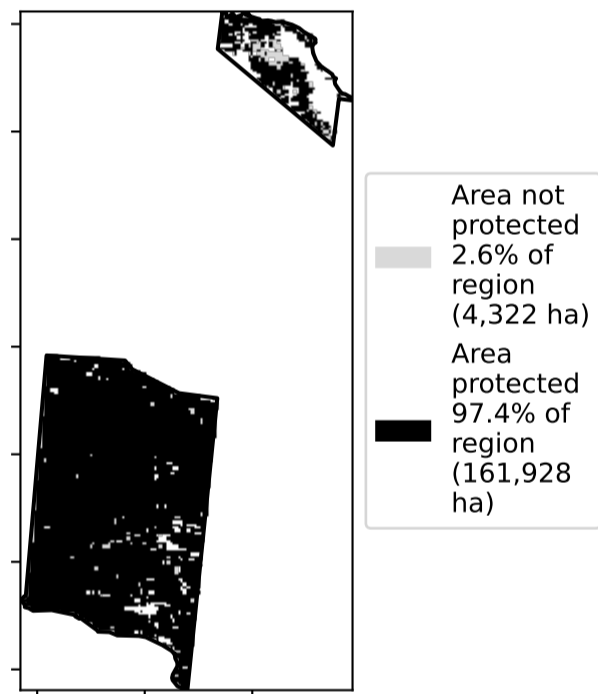 Area not
protected
2.6% of
region
(4,322 ha)
Area
protected
97.4% of
region
(161,928
ha)